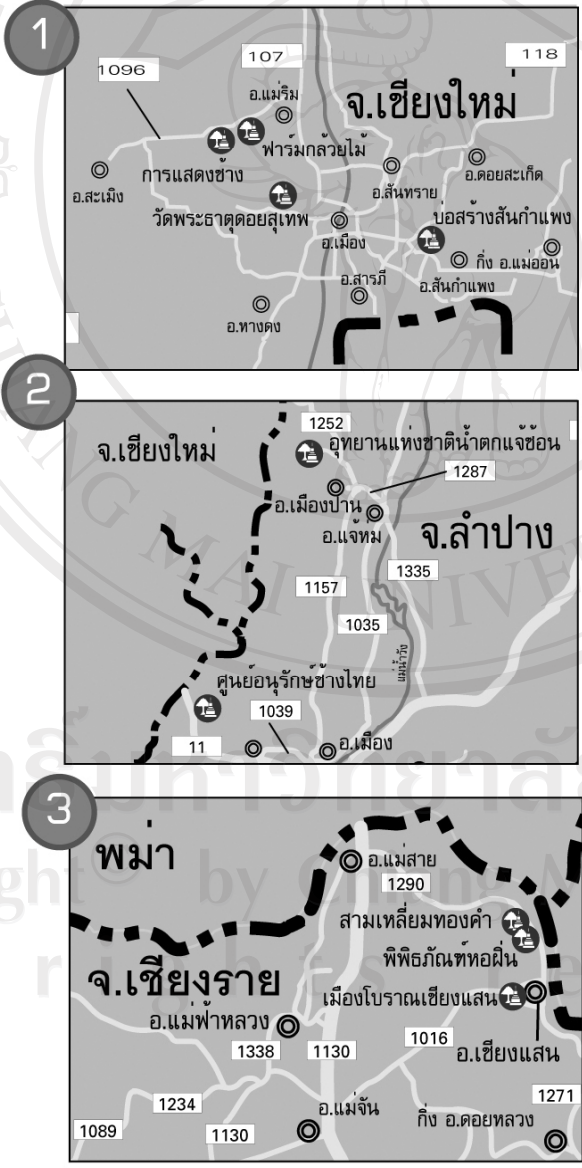 1
1096
107
118
อ.แม่ริม
จ.เชียงใหม่
ฟาร์มกล้วยไม้
การแสดงช้าง
อ.สะเมิง
อ.สันทราย
อ.ดอยสะเก็ด
วัดพระธาตุดอยสุเทพ
บ่อสร้างสันกำแพง
อ.เมือง
กิ่ง อ.แม่ออน
อ.สารภี
อ.สันกำแพง
อ.หางดง
2
1252
จ.เชียงใหม่
อุทยานแห่งชาติน้ำตกแจ้ซ้อน
1287
อ.เมืองปาน
อ.แจ้ห่ม
จ.ลำปาง
1335
1157
1035
แม่น้ำวัง
ศูนย์อนุรักษ์ช้างไทย
1039
11
อ.เมือง
3
พม่า
อ.แม่สาย
1290
สามเหลี่ยมทองคำ
พิพิธภัณฑ์หอฝิ่น
จ.เชียงราย
เมืองโบราณเชียงแสน
อ.แม่ฟ้าหลวง
1016
1338
1130
อ.เชียงแสน
1271
1234
อ.แม่จัน
กิ่ง อ.ดอยหลวง
1089
1130